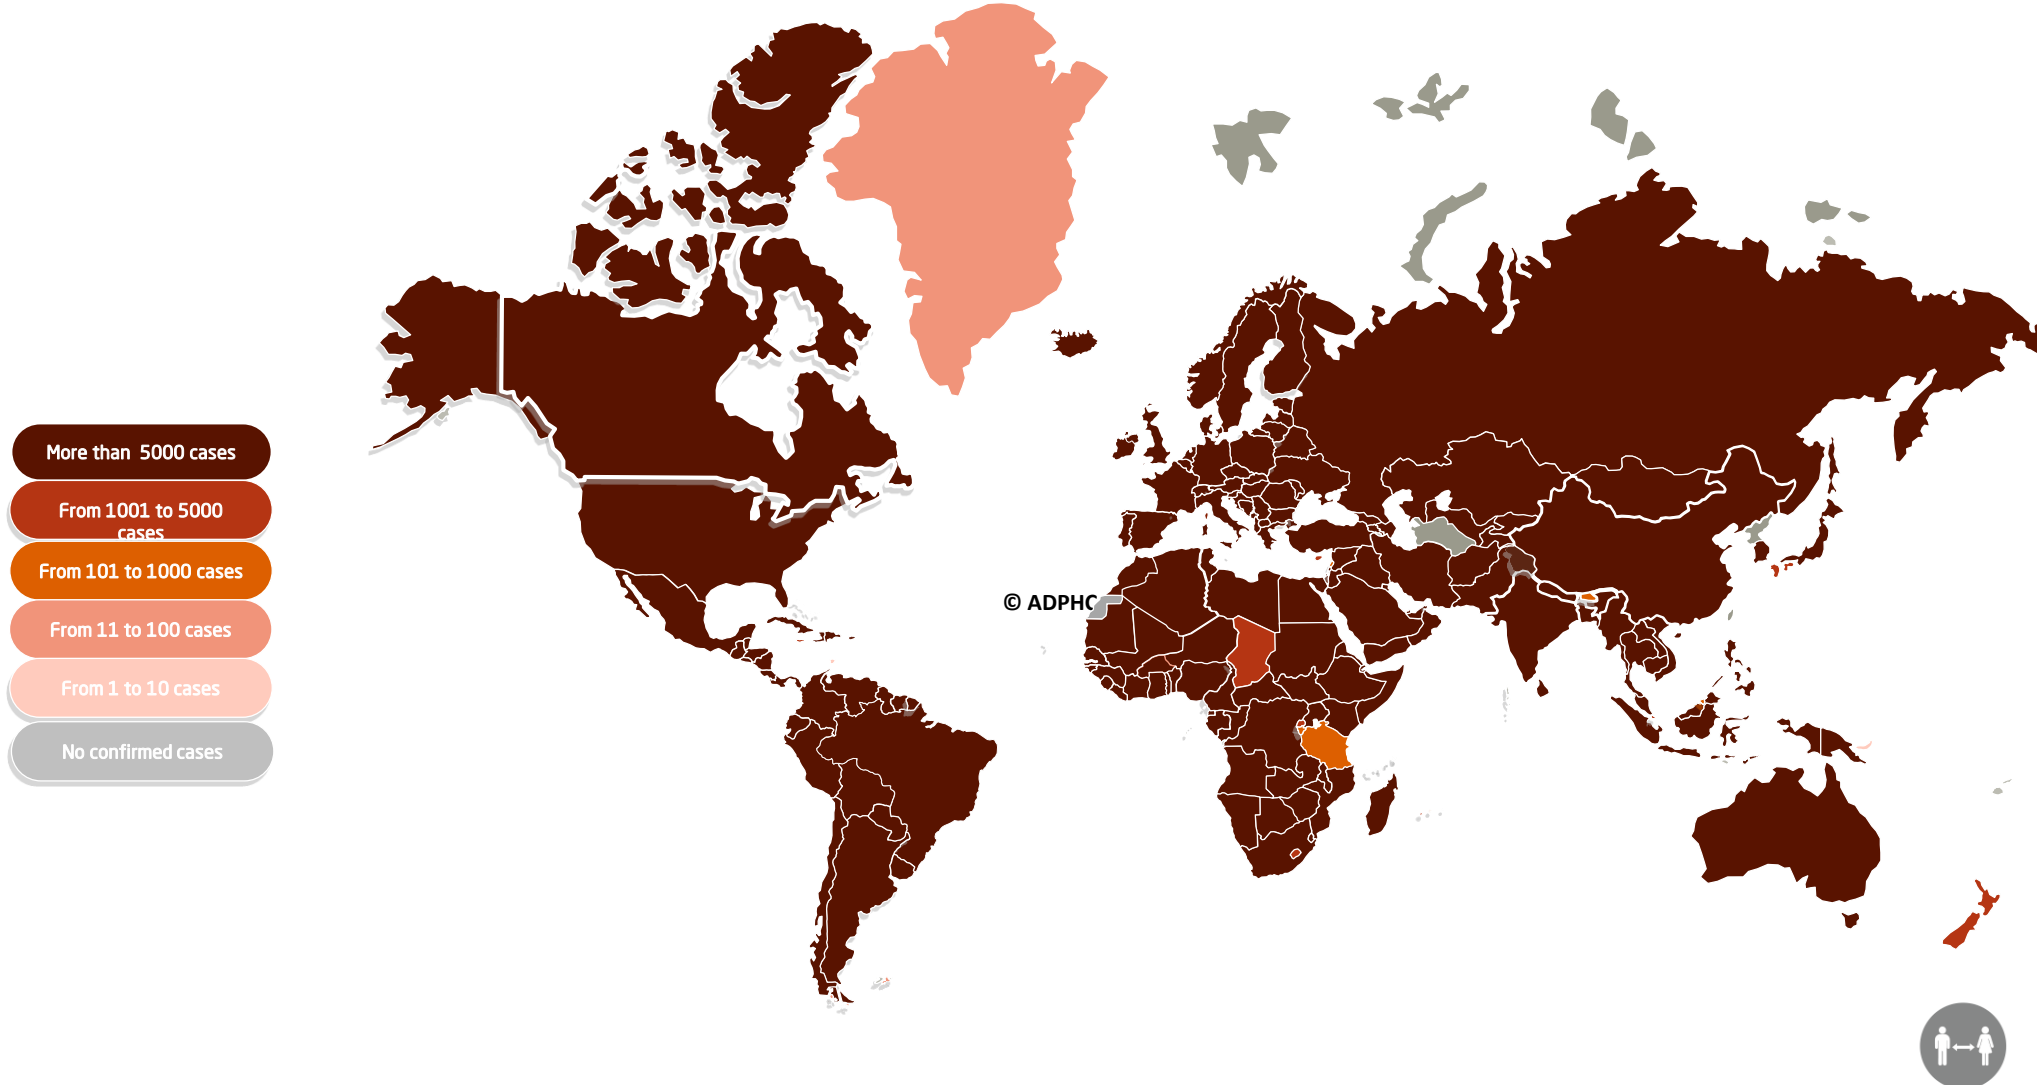 More than 5000 cases
From 1001 to 5000
cases
From 101 to 1000 cases
From 11 to 100 cases
From 1 to 10 cases
No confirmed cases
© ADPHC